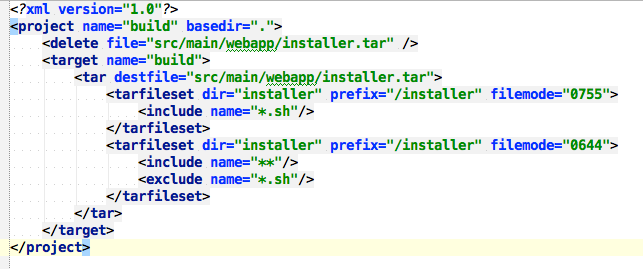 <?xml version="1.0"?>
<project name="build" basedir=".">
    <delete file="src/main/webapp/installer.tar" />
    <target name="build">
        <tar destfile="src/main/webapp/installer.tar">
            <tarfileset dir="installer" prefix="/installer" filemode="0755">
                <include name="*.sh"/>
            </tarfileset>
            <tarfileset dir="installer" prefix="/installer" filemode="0644">
                <include name="**"/>
                <exclude name="*.sh"/>
            </tarfileset>
        </tar>
    </target>
</project>